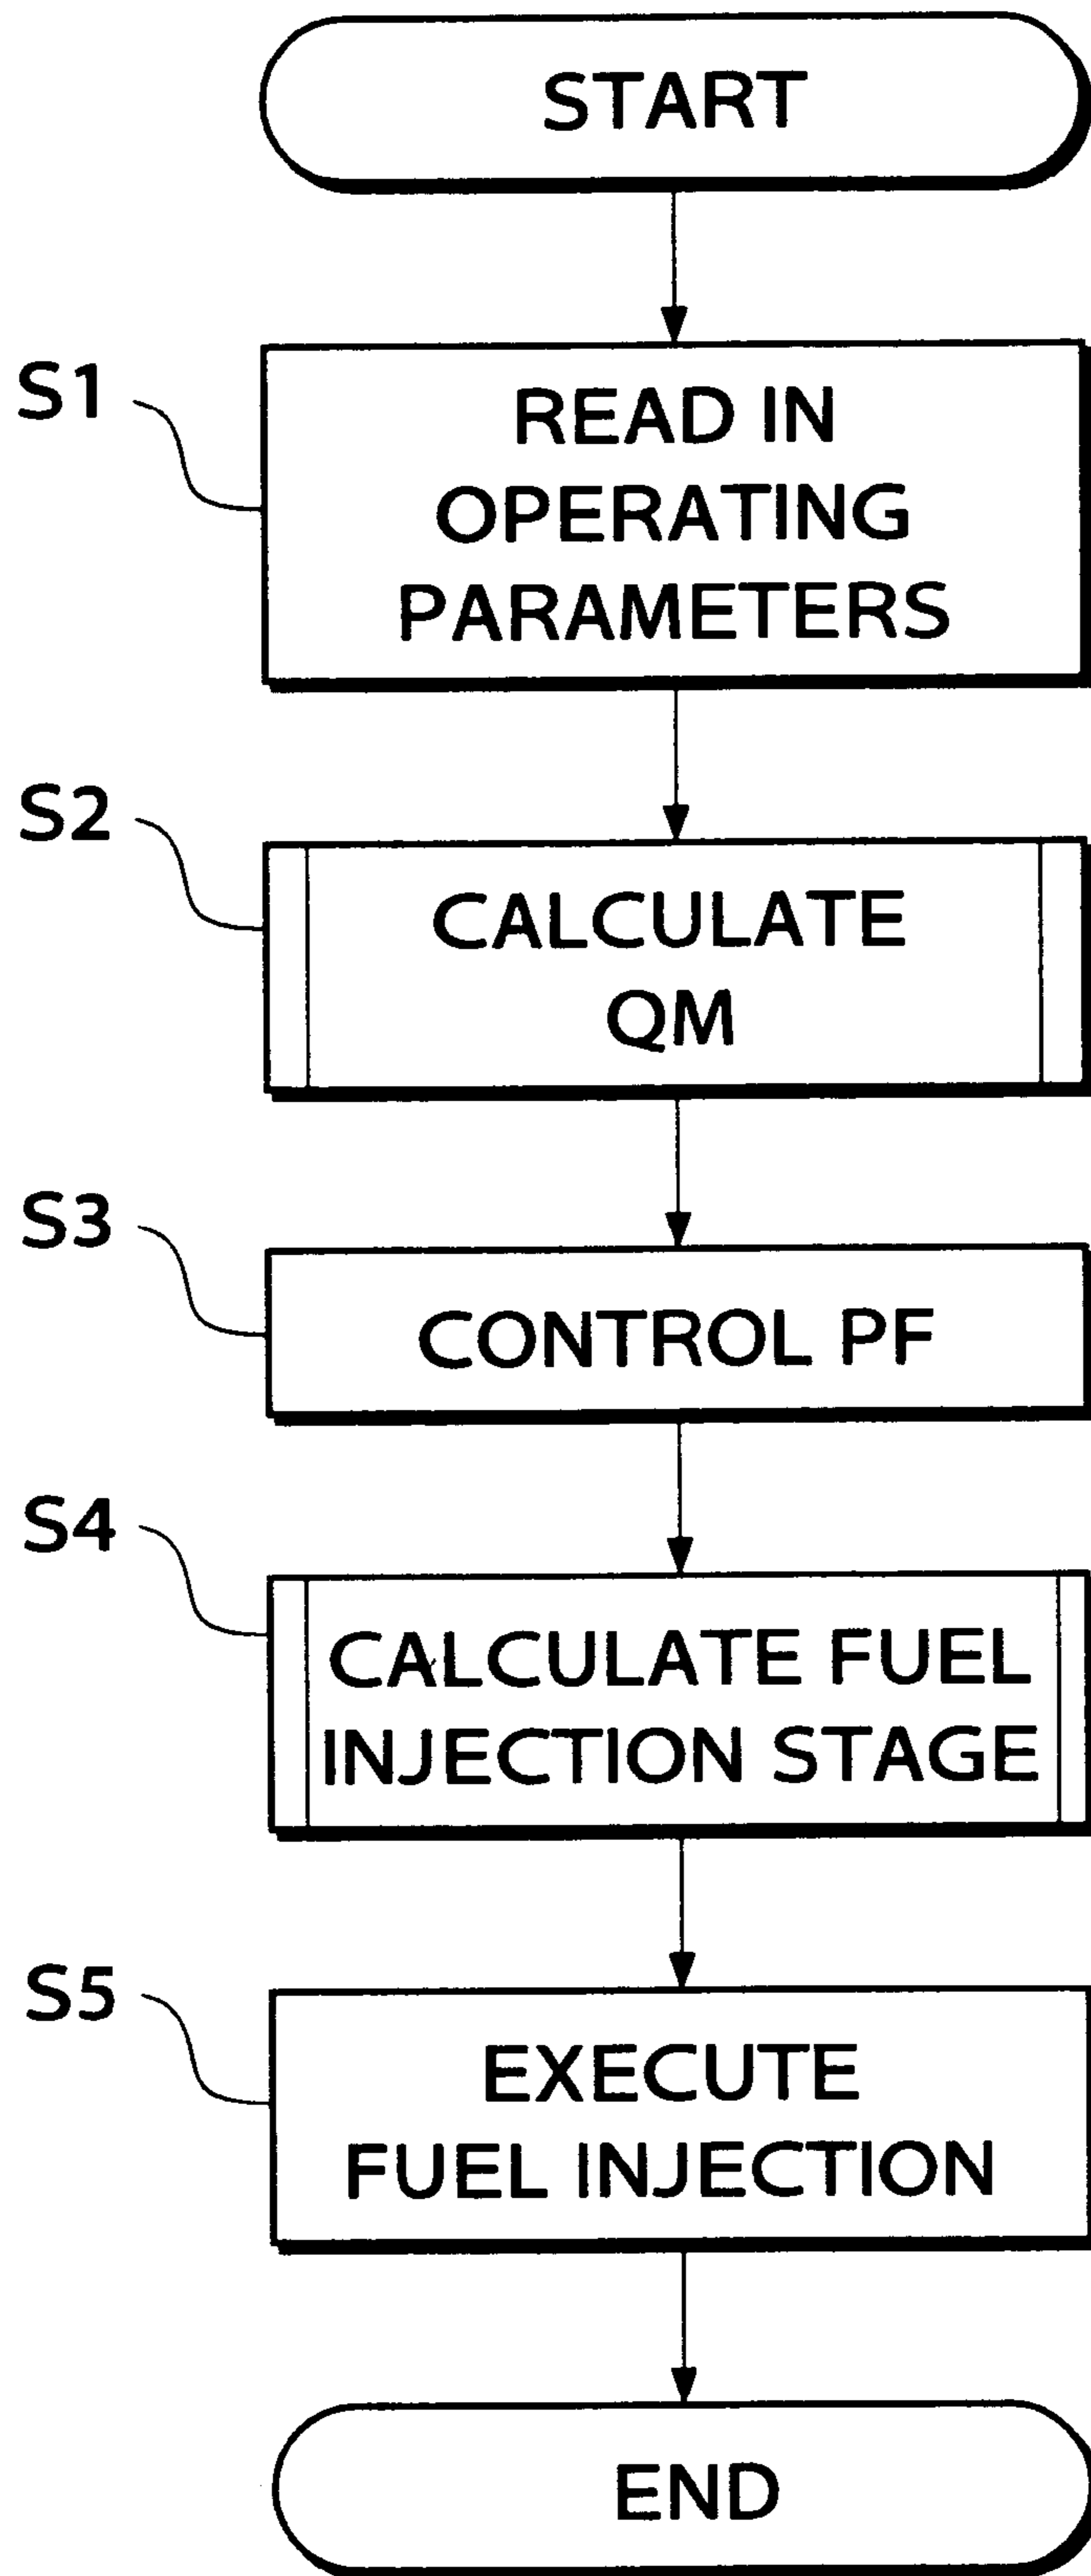 START
S1
READ IN
OPERATING
PARAMETERS
S2
CALCULATE
QM
S3
CONTROL PF
S4
CALCULATE FUEL
INJECTION STAGE
S5
EXECUTE
FUEL INJECTION
END